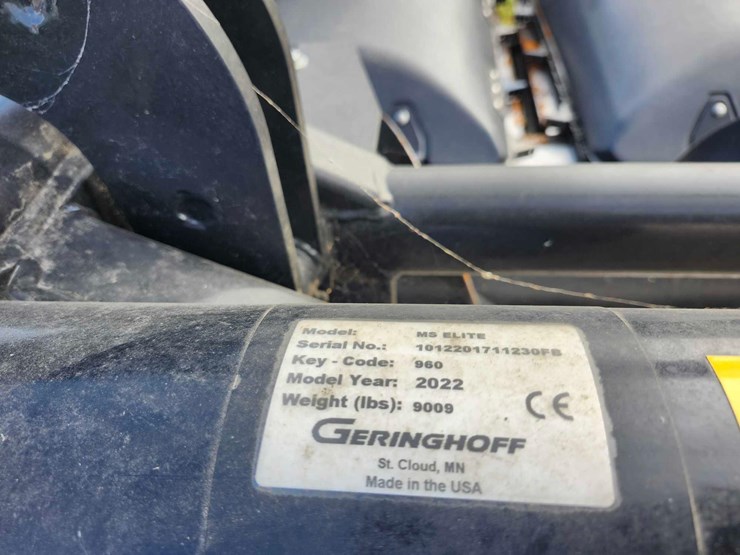 Model: MS ELITE
Serial No.: 1012201711230FB
Key - Code: 960
Model Year: 2022
Weight (lbs): 9009
CE
GERINGHOFF
St. Cloud, MN
Made in the USA